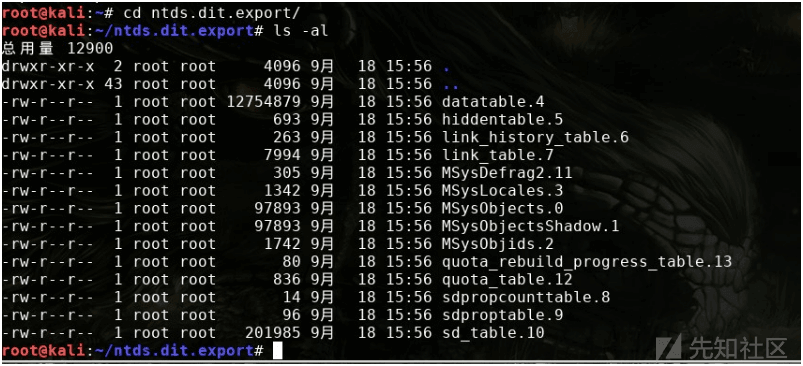 root@kali:~# cd ntds.dit.export/
root@kali:~/ntds.dit.export# ls -al
总用量 12900
drwxr-xr-x  2 root root     4096 9月  18 15:56 .
drwxr-xr-x 43 root root     4096 9月  18 15:56 ..
-rw-r--r--  1 root root 12754879 9月  18 15:56 datatable.4
-rw-r--r--  1 root root      693 9月  18 15:56 hiddentable.5
-rw-r--r--  1 root root      263 9月  18 15:56 link_history_table.6
-rw-r--r--  1 root root     7994 9月  18 15:56 link_table.7
-rw-r--r--  1 root root      305 9月  18 15:56 MSysDefrag2.11
-rw-r--r--  1 root root     1342 9月  18 15:56 MSysLocales.3
-rw-r--r--  1 root root    97893 9月  18 15:56 MSysObjects.0
-rw-r--r--  1 root root    97893 9月  18 15:56 MSysObjectsShadow.1
-rw-r--r--  1 root root     1742 9月  18 15:56 MSysObjids.2
-rw-r--r--  1 root root       80 9月  18 15:56 quota_rebuild_progress_table.13
-rw-r--r--  1 root root      836 9月  18 15:56 quota_table.12
-rw-r--r--  1 root root       14 9月  18 15:56 sdpropcounttable.8
-rw-r--r--  1 root root       96 9月  18 15:56 sdproptable.9
-rw-r--r--  1 root root   201985 9月  18 15:56 sd_table.10
root@kali:~/ntds.dit.export#
先知社区